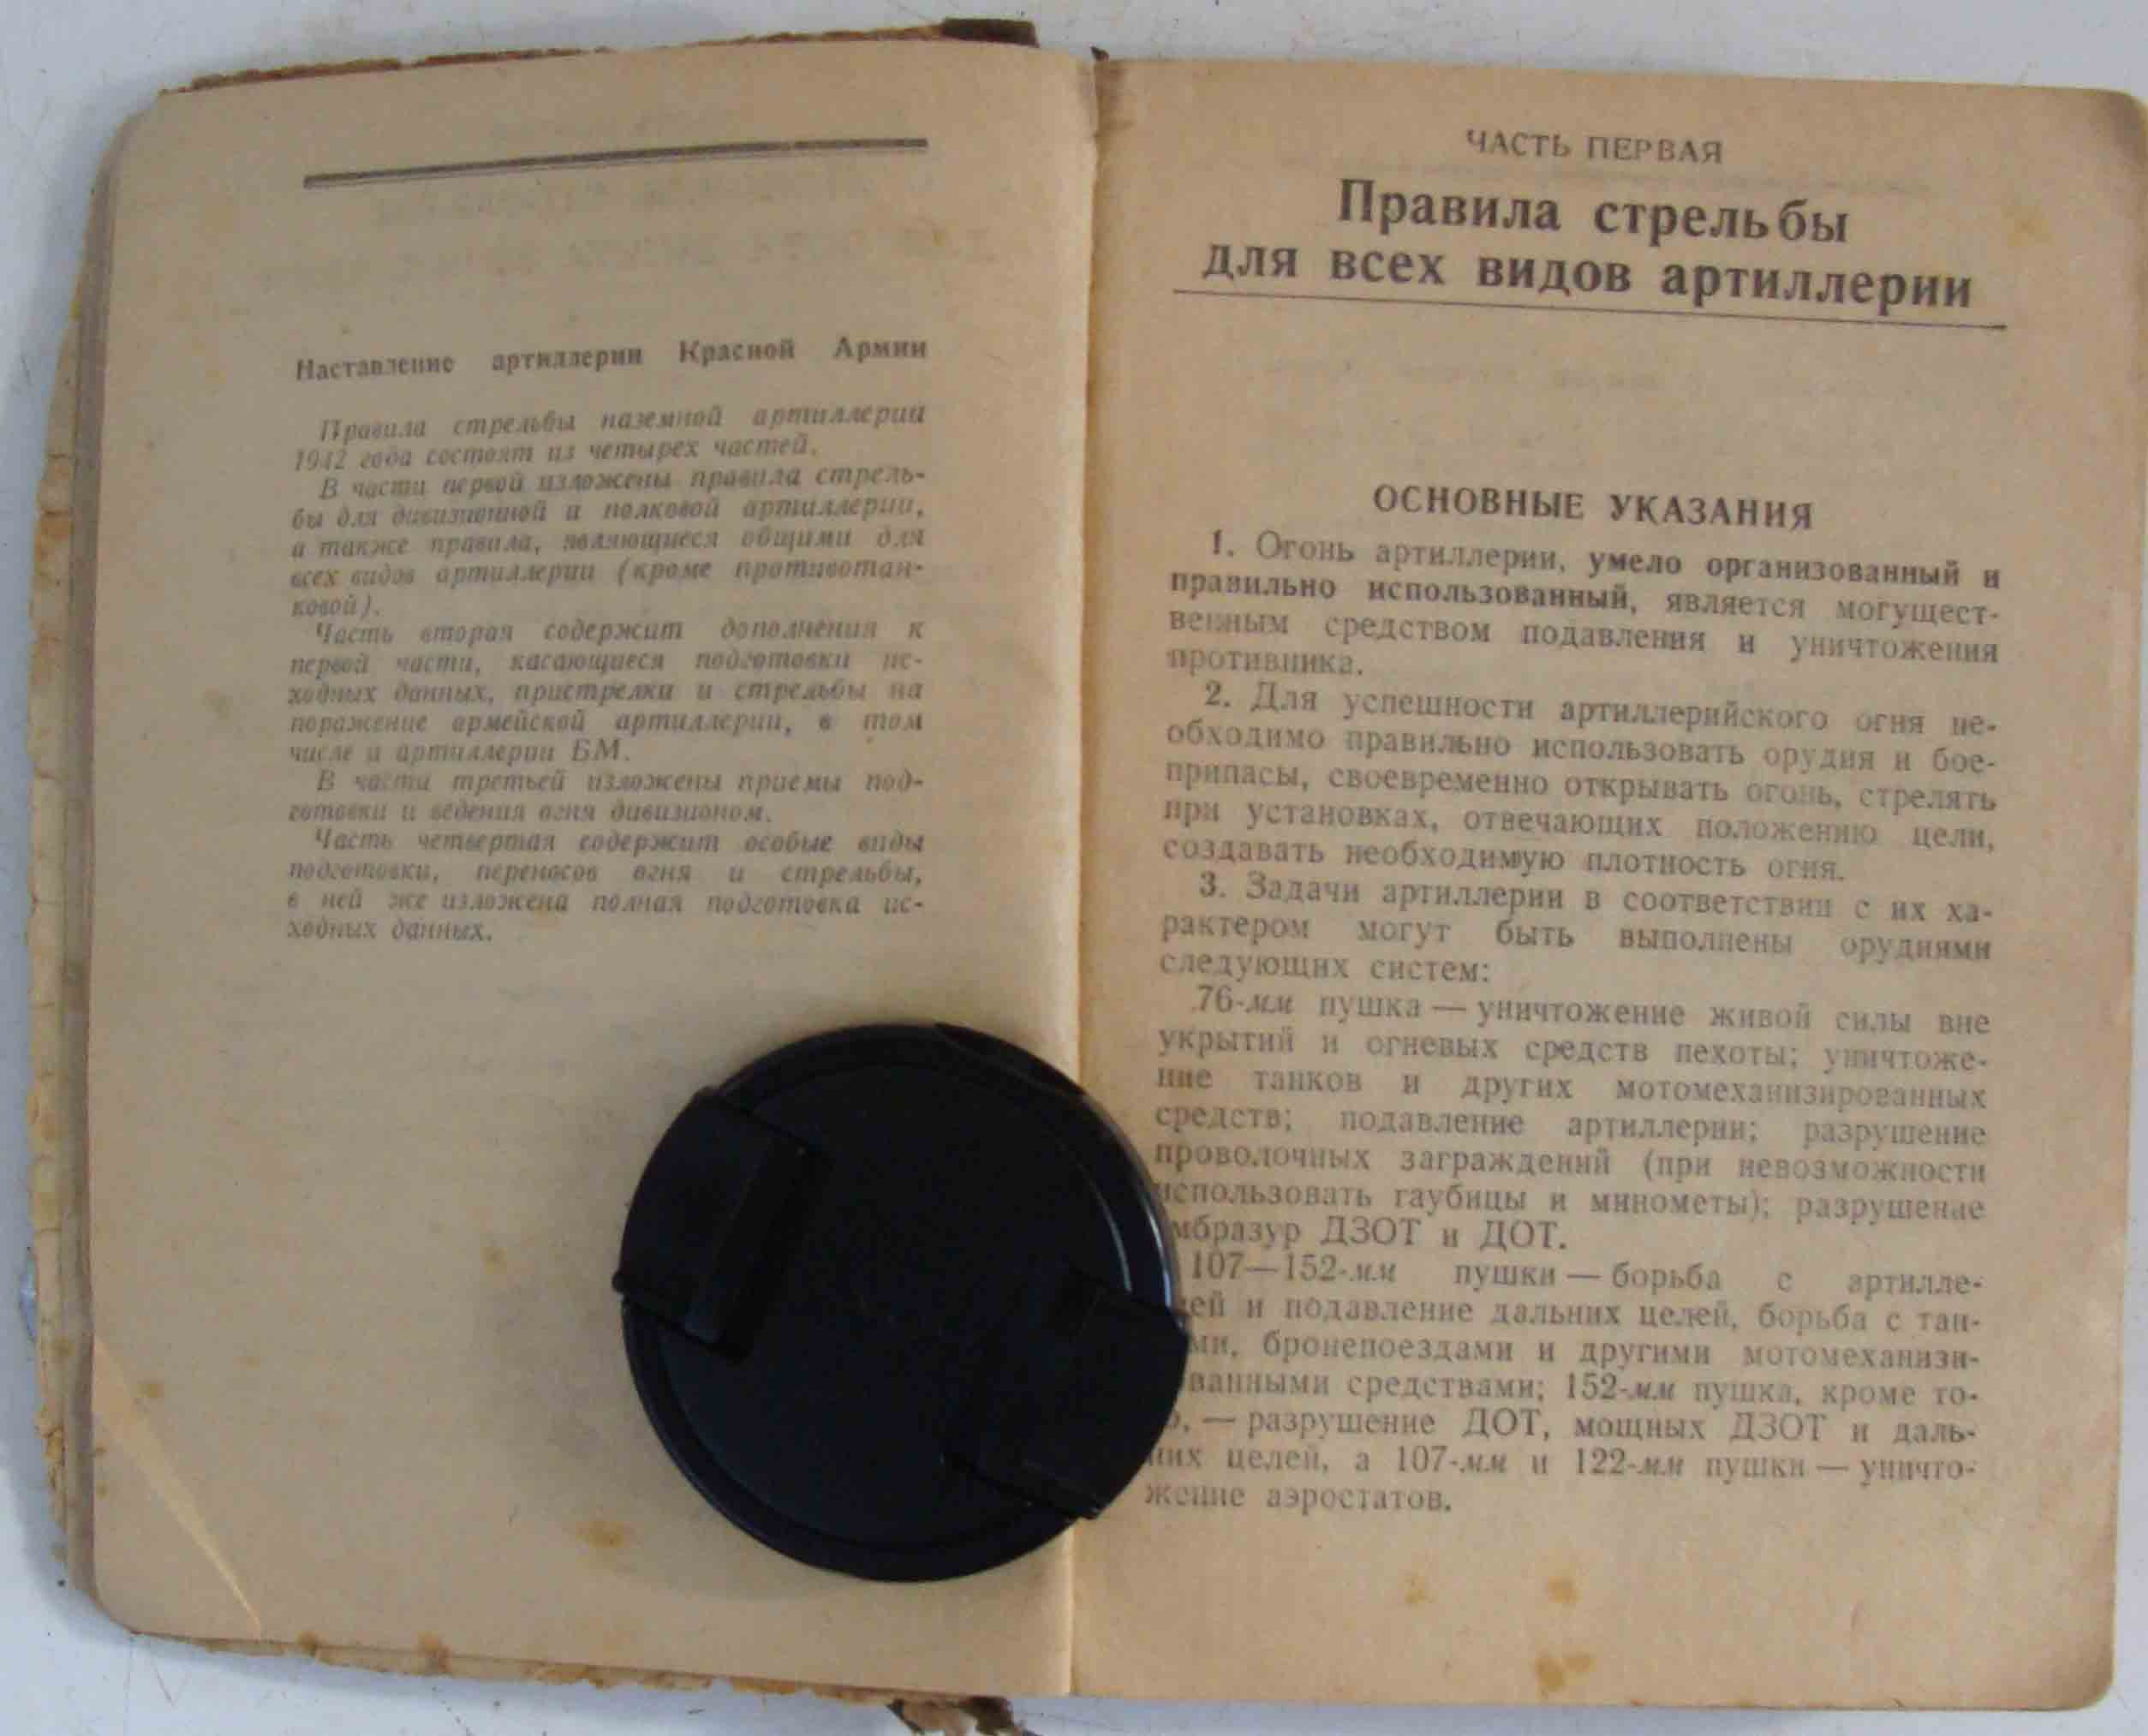 Наставление артиллерии Красной Армии
Правила стрельбы наземной артиллерии
1942 года состоят из четырех частей.
В части первой изложены правила стрель-
бы для дивизионной и полковой артиллерии,
а также правила, являющиеся общими для
всех видов артиллерии (кроме противотан-
ковой).
Часть вторая содержит дополнения к
первой части, касающиеся подготовки ис-
ходных данных, пристрелки и стрельбы на
поражение армейской артиллерии, в том
числе и артиллерии БМ.
В части третьей изложены приемы под-
готовки и ведения огня дивизионом.
Часть четвертая содержит особые виды
подготовки, переносов огня и стрельбы,
в ней же изложена полная подготовка ис-
ходных данных.
ЧАСТЬ ПЕРВАЯ
Правила стрельбы
для всех видов артиллерии
ОСНОВНЫЕ УКАЗАНИЯ
1. Огонь артиллерии, умело организованный и
правильно использованный, является могущест-
венным средством подавления и уничтожения
противника.
2. Для успешности артиллерийского огня не-
обходимо правильно использовать орудия и бое-
припасы, своевременно открывать огонь, стрелять
при установках, отвечающих положению цели,
создавать необходимую плотность огня.
3. Задачи артиллерии в соответствии с их ха-
рактером могут быть выполнены орудиями
следующих систем:
76-мм пушка — уничтожение живой силы вне
укрытий и огневых средств пехоты; уничтоже-
ние танков и других мотомеханизированных
средств; подавление артиллерии; разрушение
проволочных заграждений (при невозможности
использовать гаубицы и минометы); разрушение
мбразур ДЗОТ и ДОТ.
107—152-мм пушки — борьба с артилле-
ей и подавление дальних целей, борьба с тан-
ми, бронепоездами и другими мотомеханизи-
ванными средствами; 152-мм пушка, кроме то-
о, — разрушение ДОТ, мощных ДЗОТ и даль-
них целей, а 107-мм и 122-мм пушки — уничто-
жение аэростатов.